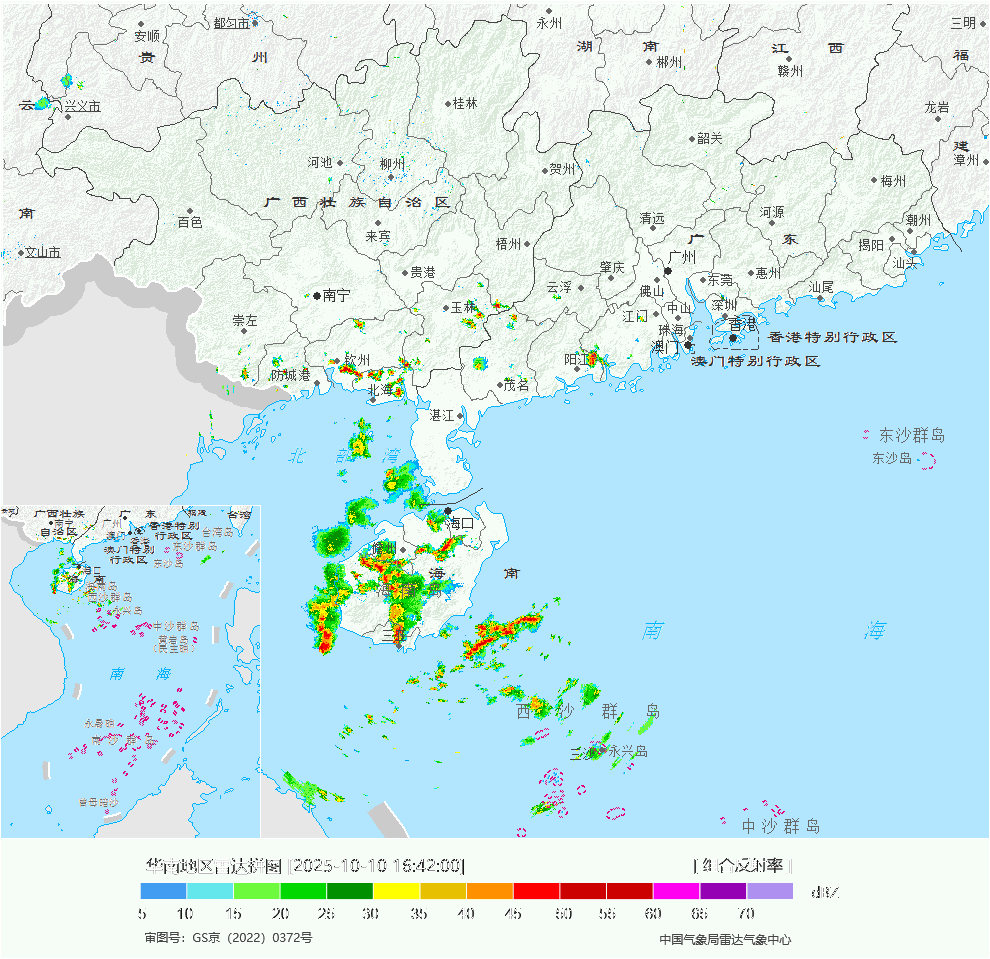 永州
都匀市
三明
安顺
湖 南
江 西
贵 州
郴州
福
赣州
云
兴义市
桂林
龙岩
韶关
建
河池
柳州
贺州
漳州
梅州
广 西 壮 族 自 治 区
南
百色
清远
河源
潮州
来宾
梧州
广 东
揭阳
文山市
广州
汕头
贵港
肇庆
惠州
东莞
云浮
佛山
汕尾
南宁
玉林
中山
深圳
江门
崇左
珠海
香港
香港特别行政区
澳门
澳门特别行政区
钦州
阳江
防城港
茂名
北海
湛江
东沙群岛
北 部 湾
东沙岛
海口
广西壮族
自治区
南宁
广 东
广州
福建
台湾
香港特别
行政区
澳门特别
行政区
台湾岛
东沙群岛
东沙岛
儋州
海 南
海 南 岛
三亚
海口
海 南
永兴岛
中沙群岛
黄岩岛
南 海
南 海
西 沙 群 岛
三沙
永兴岛
永暑礁
南 沙 群 岛
曾母暗沙
中沙群岛
华南地区雷达拼图 [2025-10-10 16:42:00]
[ 组合反射率 ]
dBZ
5 10 15 20 25 30 35 40 45 50 55 60 65 70
审图号：GS京（2022）0372号
中国气象局雷达气象中心